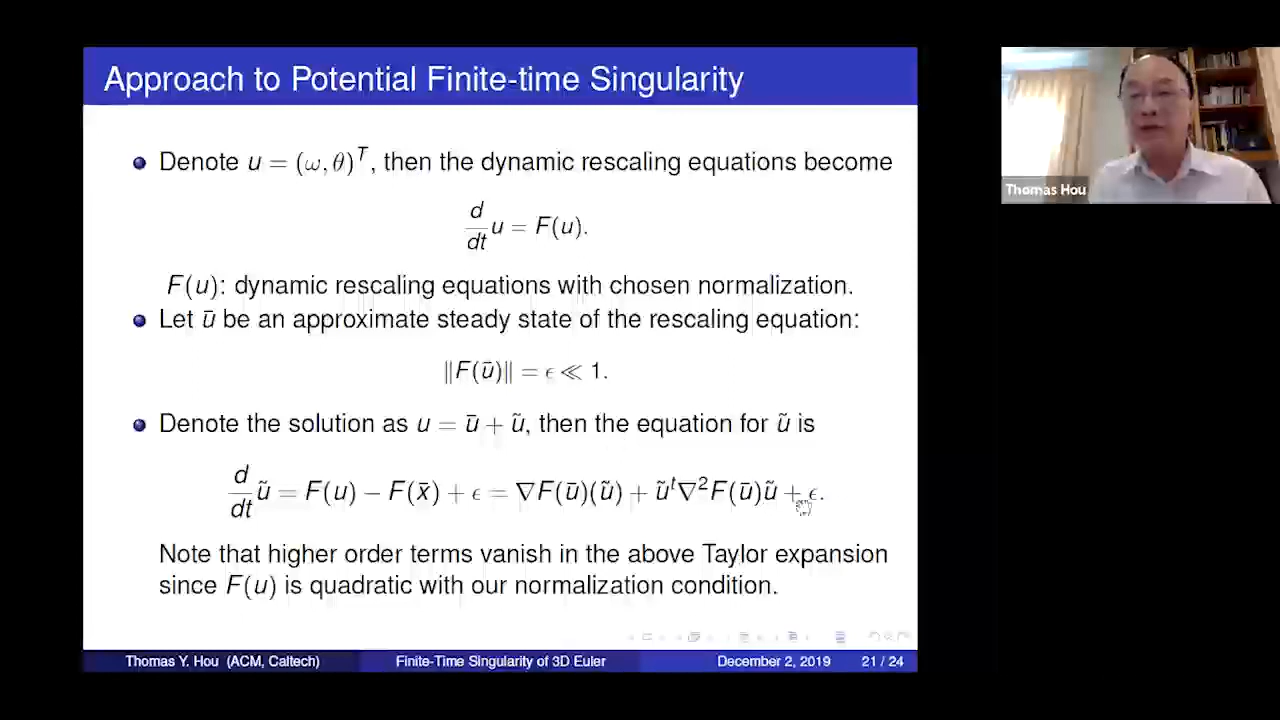 Approach to Potential Finite-time Singularity
Denote u = (ω, θ)^T, then the dynamic rescaling equations become
d/dt u = F(u).
F(u): dynamic rescaling equations with chosen normalization.
Let ū be an approximate steady state of the rescaling equation:
‖F(ū)‖ = ϵ ≪ 1.
Denote the solution as u = ū + ũ, then the equation for ũ is
d/dt ũ = F(u) − F(x̄) + ϵ = ∇F(ū)(ũ) + ũ^t∇²F(ū)ũ + ϵ.
Note that higher order terms vanish in the above Taylor expansion
since F(u) is quadratic with our normalization condition.
Thomas Y. Hou (ACM, Caltech) Finite-Time Singularity of 3D Euler December 2, 2019 21 / 24
Thomas Hou